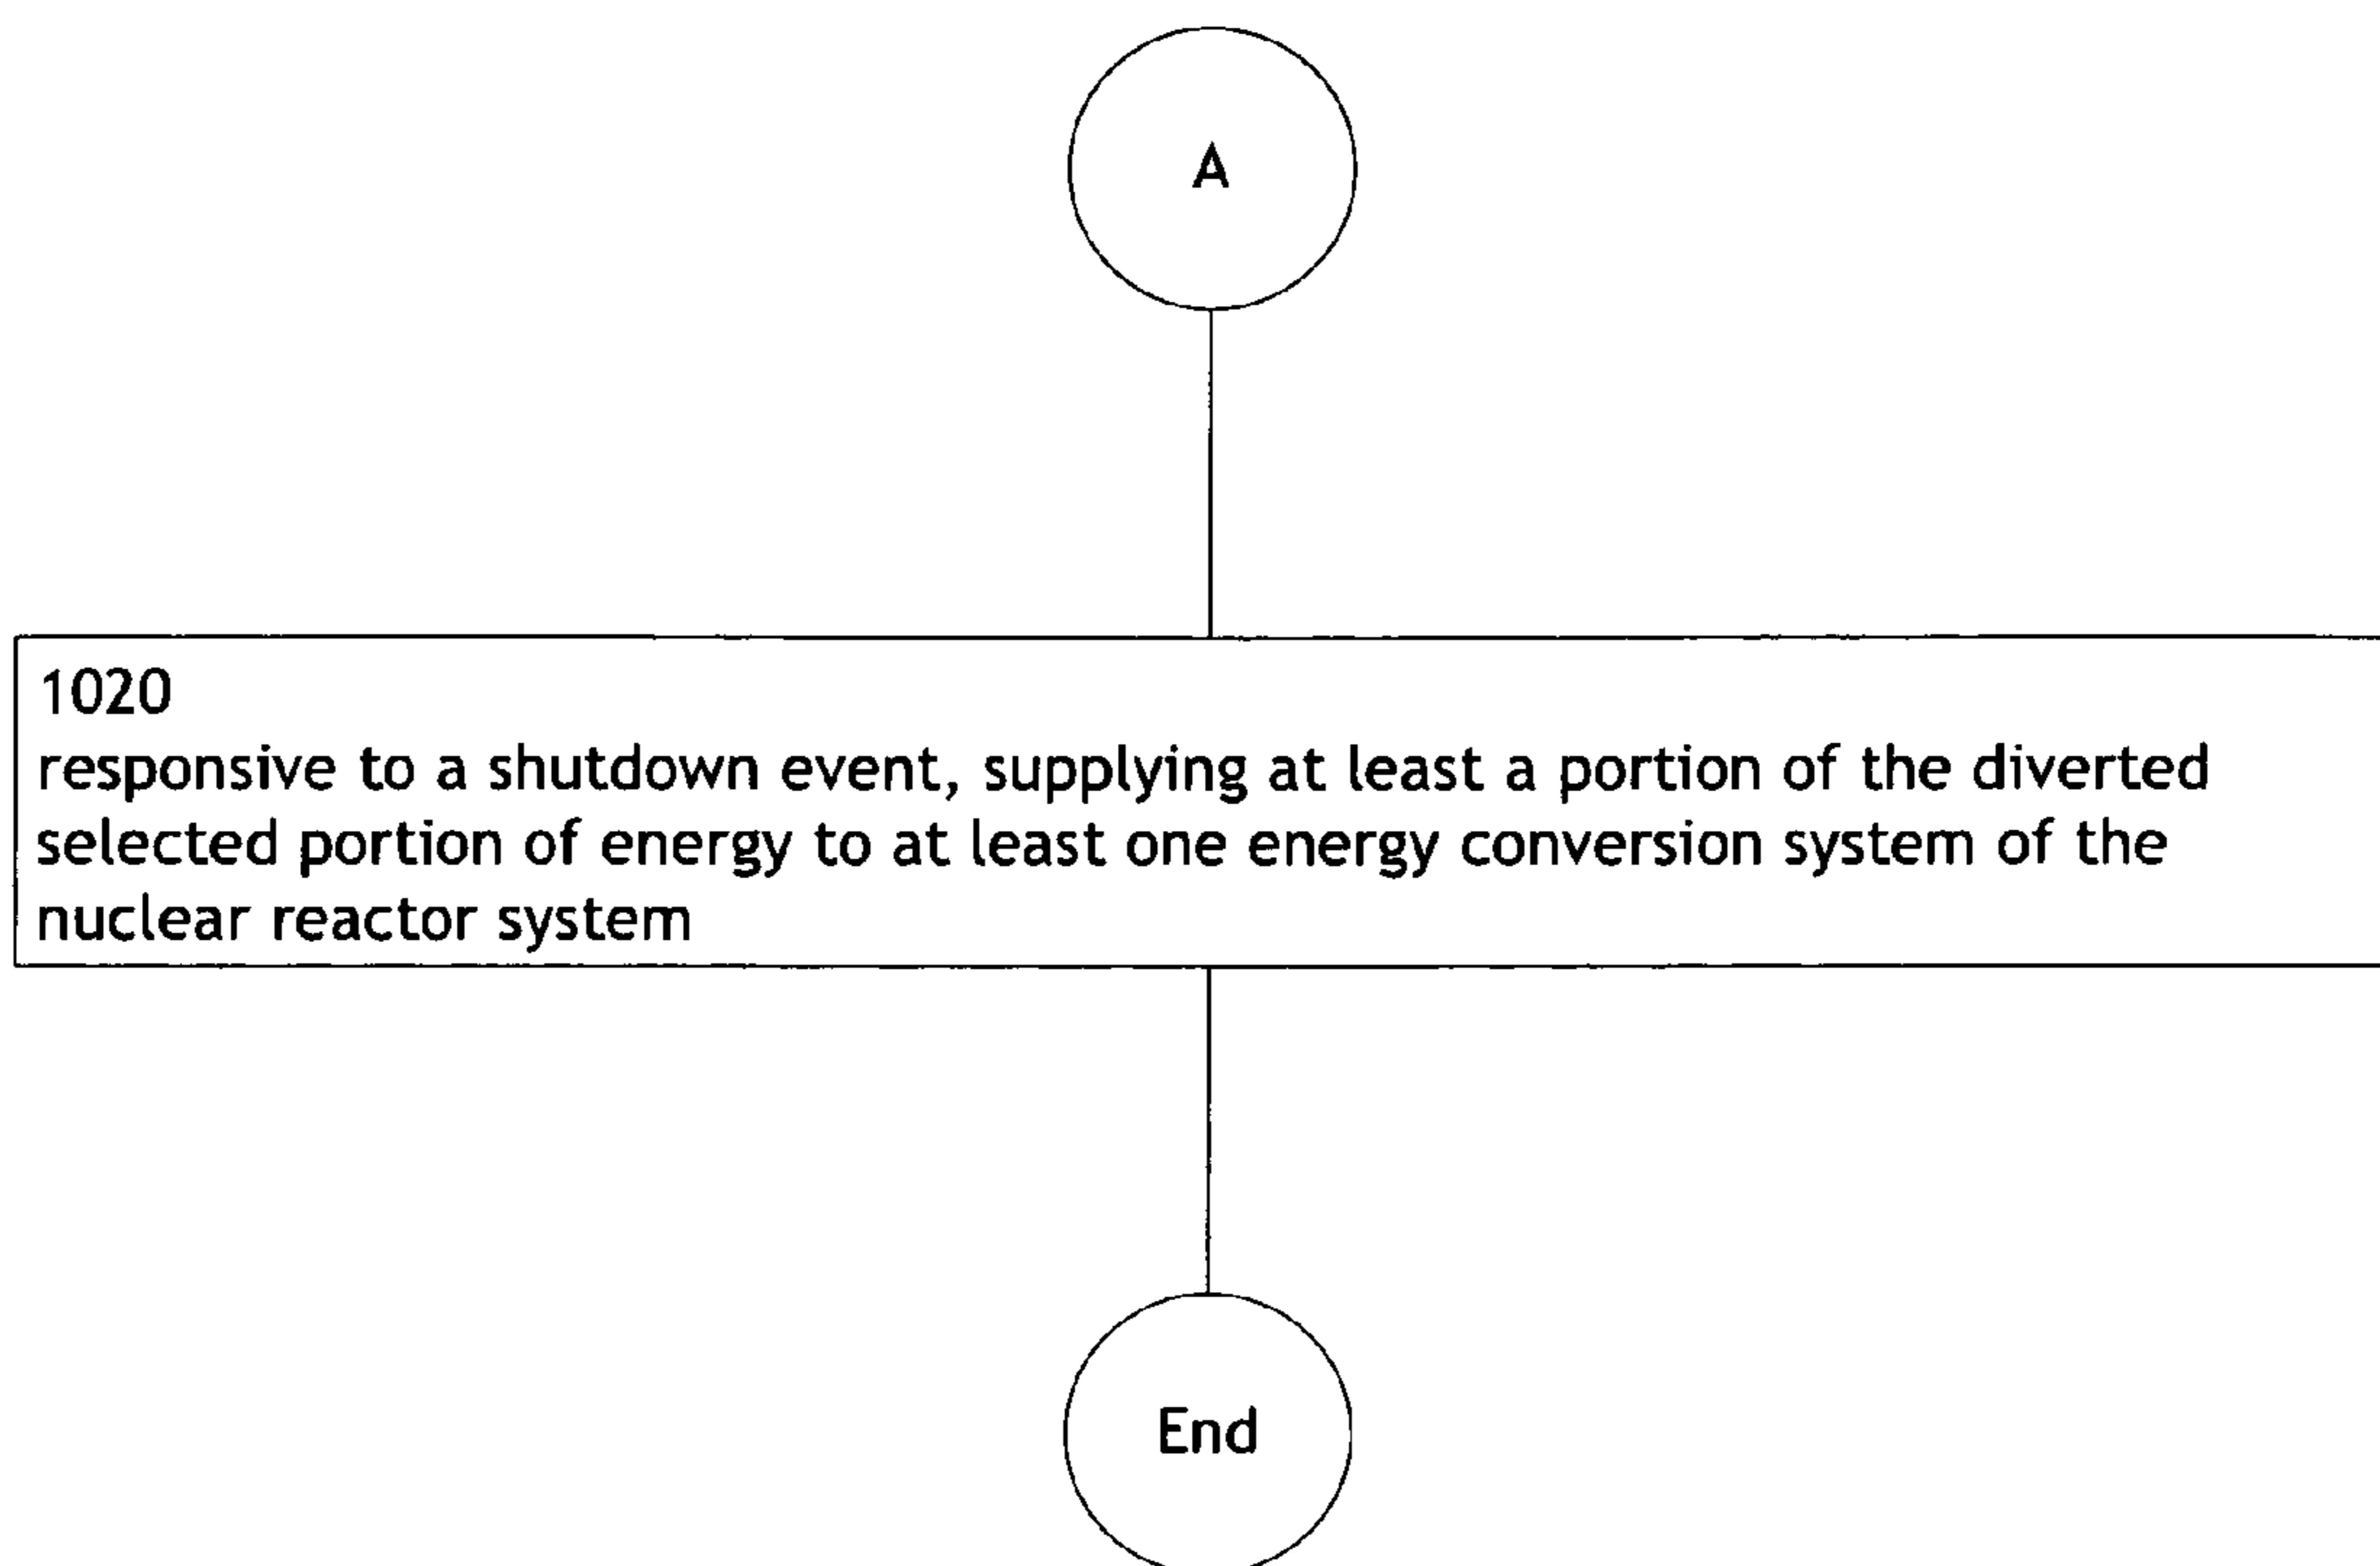 A
1020
responsive to a shutdown event, supplying at least a portion of the diverted
selected portion of energy to at least one energy conversion system of the
nuclear reactor system
End